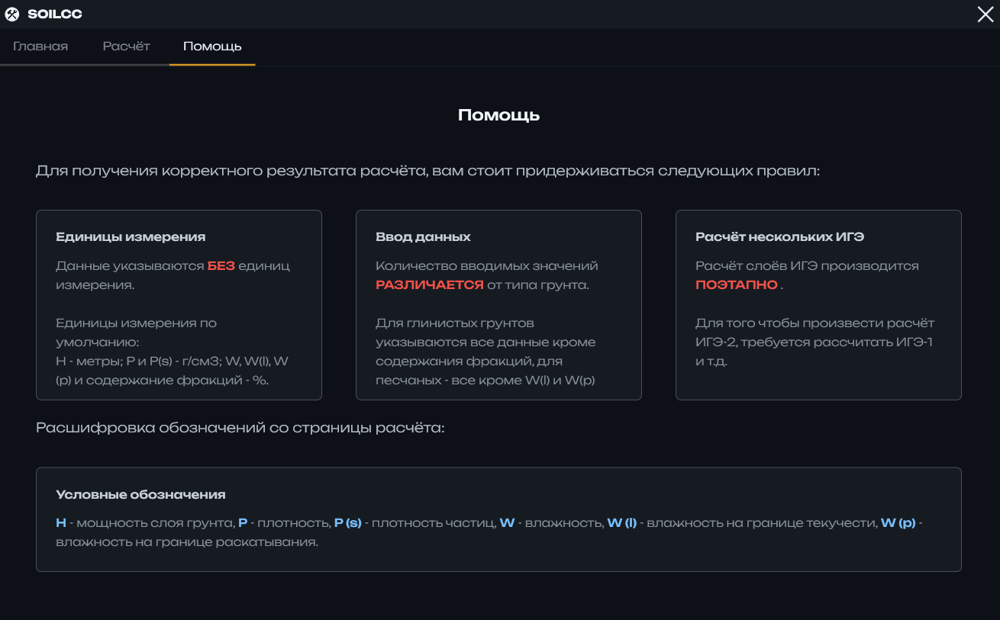 SOILCC
Главная Расчёт Помощь
Помощь
Для получения корректного результата расчёта, вам стоит придерживаться следующих правил:
Единицы измерения
Данные указываются БЕЗ единиц
измерения.
Единицы измерения по
умолчанию:
H - метры; P и P(s) - г/см3; W, W(l), W
(p) и содержание фракций - %.
Ввод данных
Количество вводимых значений
РАЗЛИЧАЕТСЯ от типа грунта.
Для глинистых грунтов
указываются все данные кроме
содержания фракций, для
песчаных - все кроме W(l) и W(p)
Расчёт нескольких ИГЭ
Расчёт слоёв ИГЭ производится
ПОЭТАПНО .
Для того чтобы произвести расчёт
ИГЭ-2, требуется рассчитать ИГЭ-1
и т.д.
Расшифровка обозначений со страницы расчёта:
Условные обозначения
H - мощность слоя грунта, P - плотность, P (s) - плотность частиц, W - влажность, W (l) - влажность на границе текучести, W (p) -
влажность на границе раскатывания.